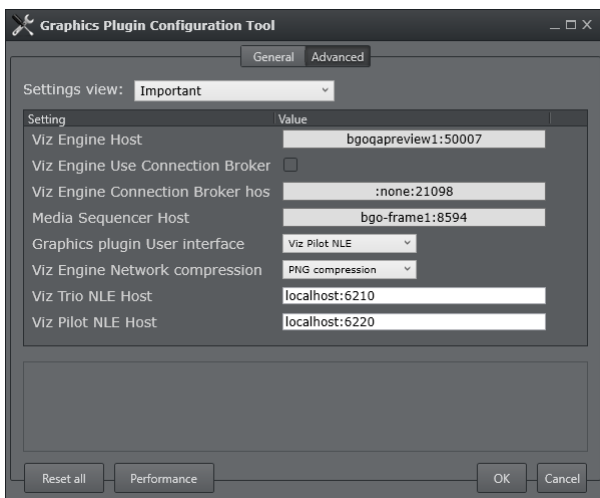 Graphics Plugin Configuration Tool
General Advanced
Settings view: Important
Setting Value
Viz Engine Host bgoqapreview1:50007
Viz Engine Use Connection Broker
Viz Engine Connection Broker hos :none:21098
Media Sequencer Host bgo-frame1:8594
Graphics plugin User interface Viz Pilot NLE
Viz Engine Network compression PNG compression
Viz Trio NLE Host localhost:6210
Viz Pilot NLE Host localhost:6220
Reset all Performance OK Cancel